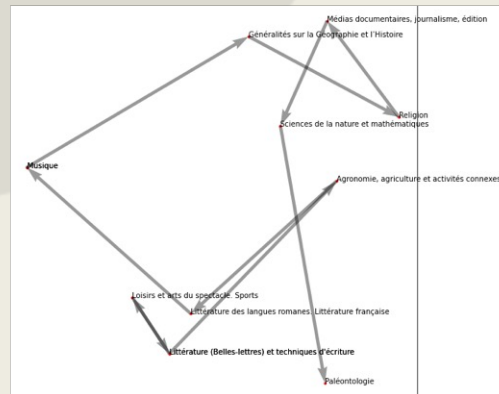 Médias documentaires, journalisme, édition
Généralités sur la Géographie et l'Histoire
Religion
Sciences de la nature et mathématiques
Musique
Agronomie, agriculture et activités connexes
Loisirs et arts du spectacle. Sports
Littérature des langues romanes. Littérature française
Littérature (Belles-lettres) et techniques d'écriture
Paléontologie